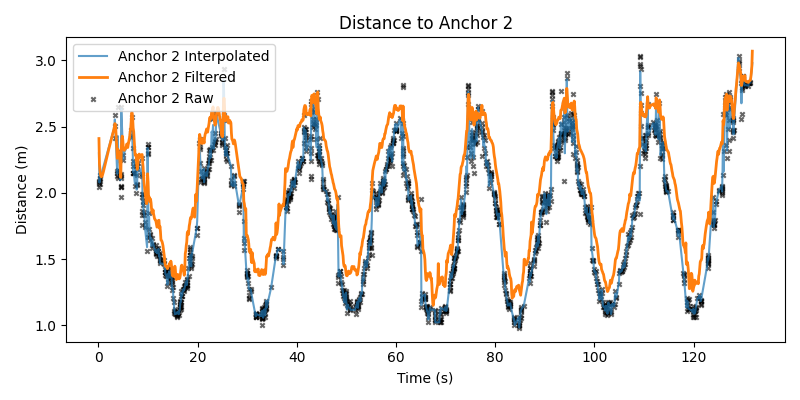 Distance to Anchor 2
Anchor 2 Interpolated
Anchor 2 Filtered
Anchor 2 Raw
3.0
2.5
2.0
1.5
1.0
Distance (m)
0 20 40 60 80 100 120
Time (s)